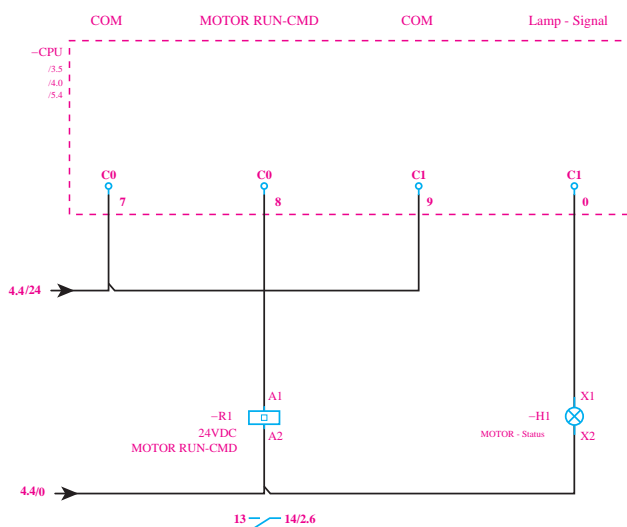 COM MOTOR RUN-CMD COM Lamp - Signal
−CPU
/3.5
/4.0
/5.4
C0 C0 C1 C1
7 8 9 0
4.4/24
A1 X1
−R1 −H1
24VDC A2 MOTOR - Status X2
MOTOR RUN-CMD
4.4/0
13 14/2.6